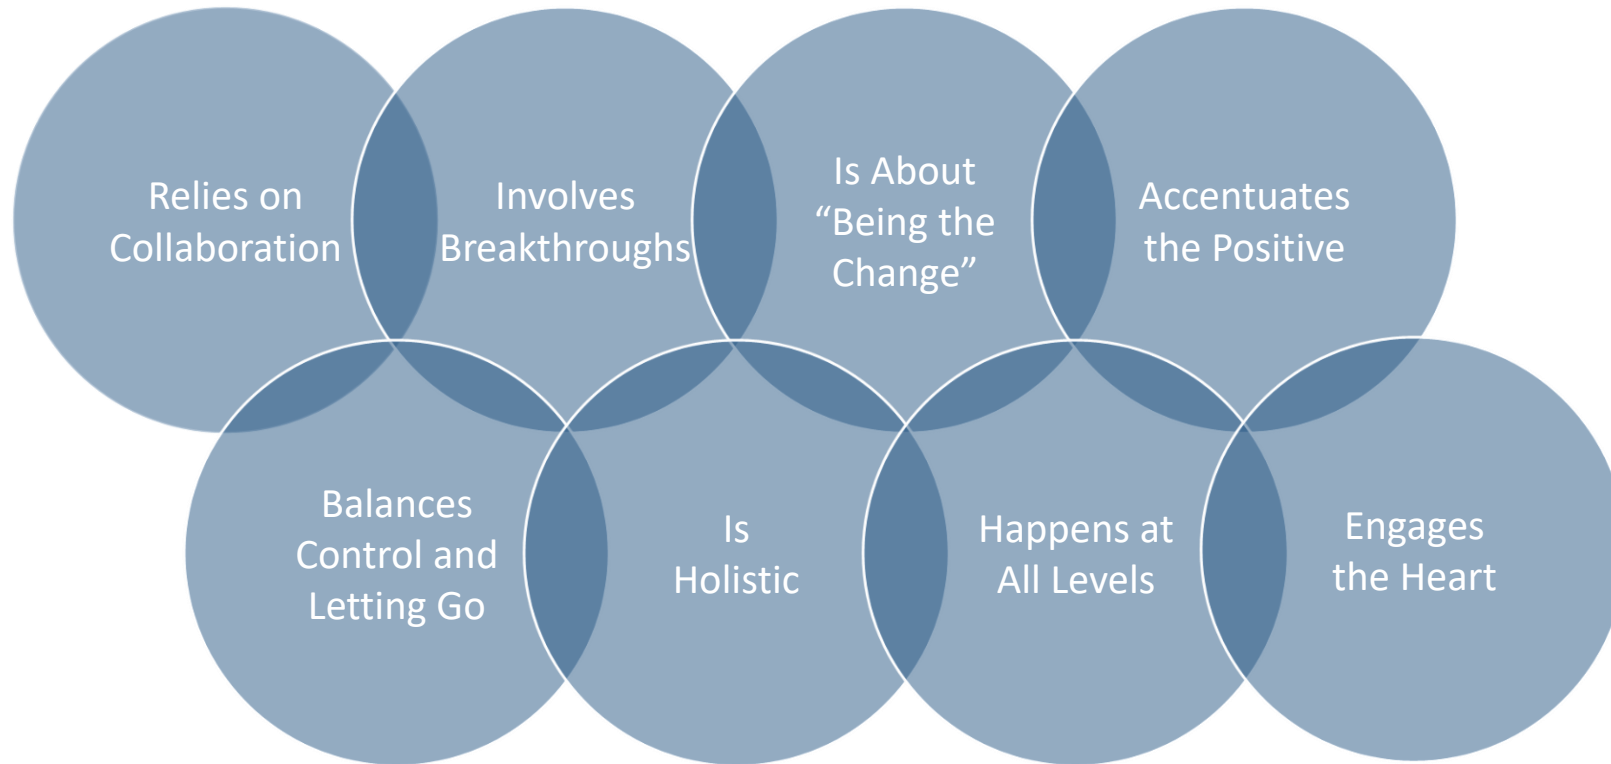 Relies on
Collaboration
Involves
Breakthroughs
Is About
“Being the
Change”
Accentuates
the Positive
Balances
Control and
Letting Go
Is
Holistic
Happens at
All Levels
Engages
the Heart